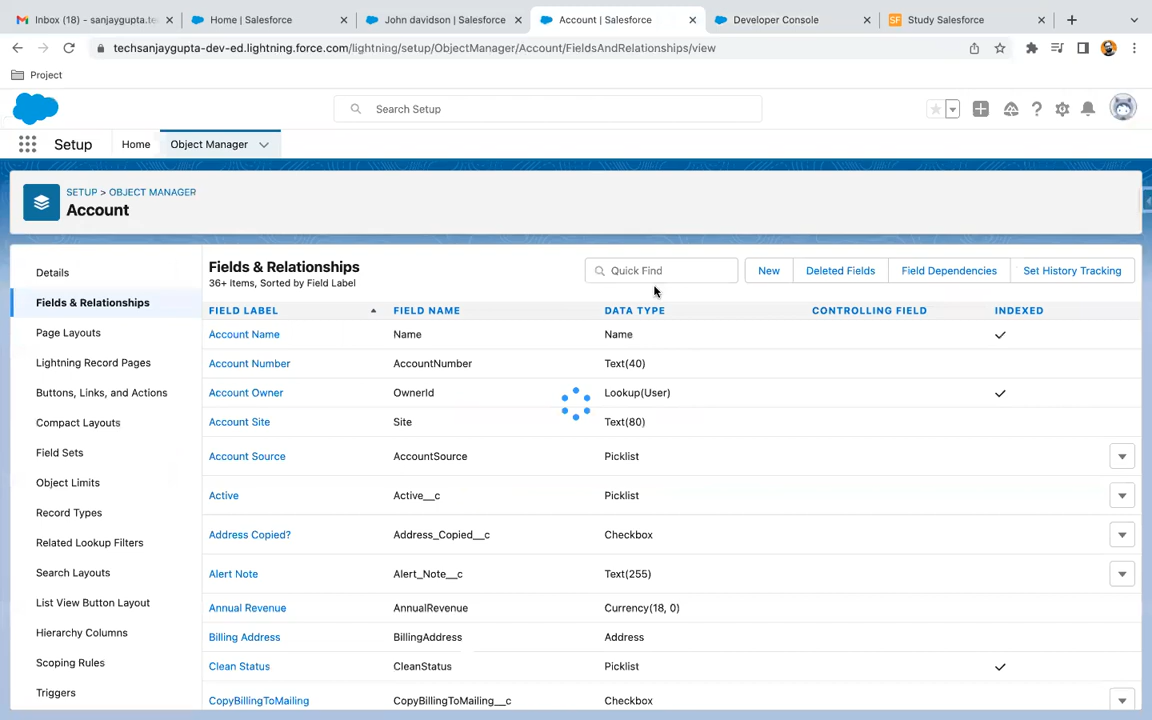 Inbox (18) - sanjaygupta.te
Home | Salesforce
John davidson | Salesforce
Account | Salesforce
Developer Console
SF Study Salesforce
techsanjaygupta-dev-ed.lightning.force.com/lightning/setup/ObjectManager/Account/FieldsAndRelationships/view
Project
Search Setup
Setup Home Object Manager
SETUP > OBJECT MANAGER
Account
Details
Fields & Relationships
Page Layouts
Lightning Record Pages
Buttons, Links, and Actions
Compact Layouts
Field Sets
Object Limits
Record Types
Related Lookup Filters
Search Layouts
List View Button Layout
Hierarchy Columns
Scoping Rules
Triggers
Fields & Relationships
36+ Items, Sorted by Field Label
Quick Find New Deleted Fields Field Dependencies Set History Tracking
FIELD LABEL FIELD NAME DATA TYPE CONTROLLING FIELD INDEXED
Account Name Name Name
Account Number AccountNumber Text(40)
Account Owner OwnerId Lookup(User)
Account Site Site Text(80)
Account Source AccountSource Picklist
Active Active__c Picklist
Address Copied? Address_Copied__c Checkbox
Alert Note Alert_Note__c Text(255)
Annual Revenue AnnualRevenue Currency(18, 0)
Billing Address BillingAddress Address
Clean Status CleanStatus Picklist
CopyBillingToMailing CopyBillingToMailing__c Checkbox